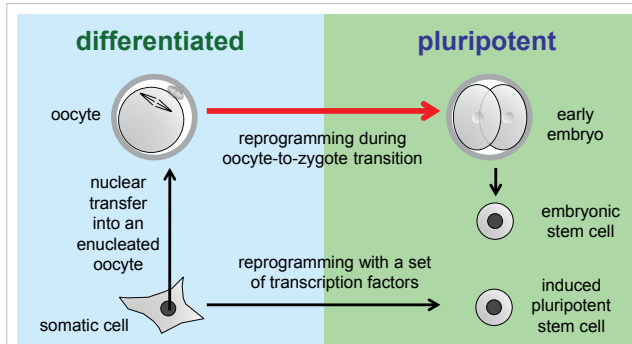 differentiated
pluripotent
oocyte
early
embryo
reprogramming during
oocyte-to-zygote transition
nuclear
transfer
into an
enucleated
oocyte
embryonic
stem cell
reprogramming with a set
of transcription factors
somatic cell
induced
pluripotent
stem cell